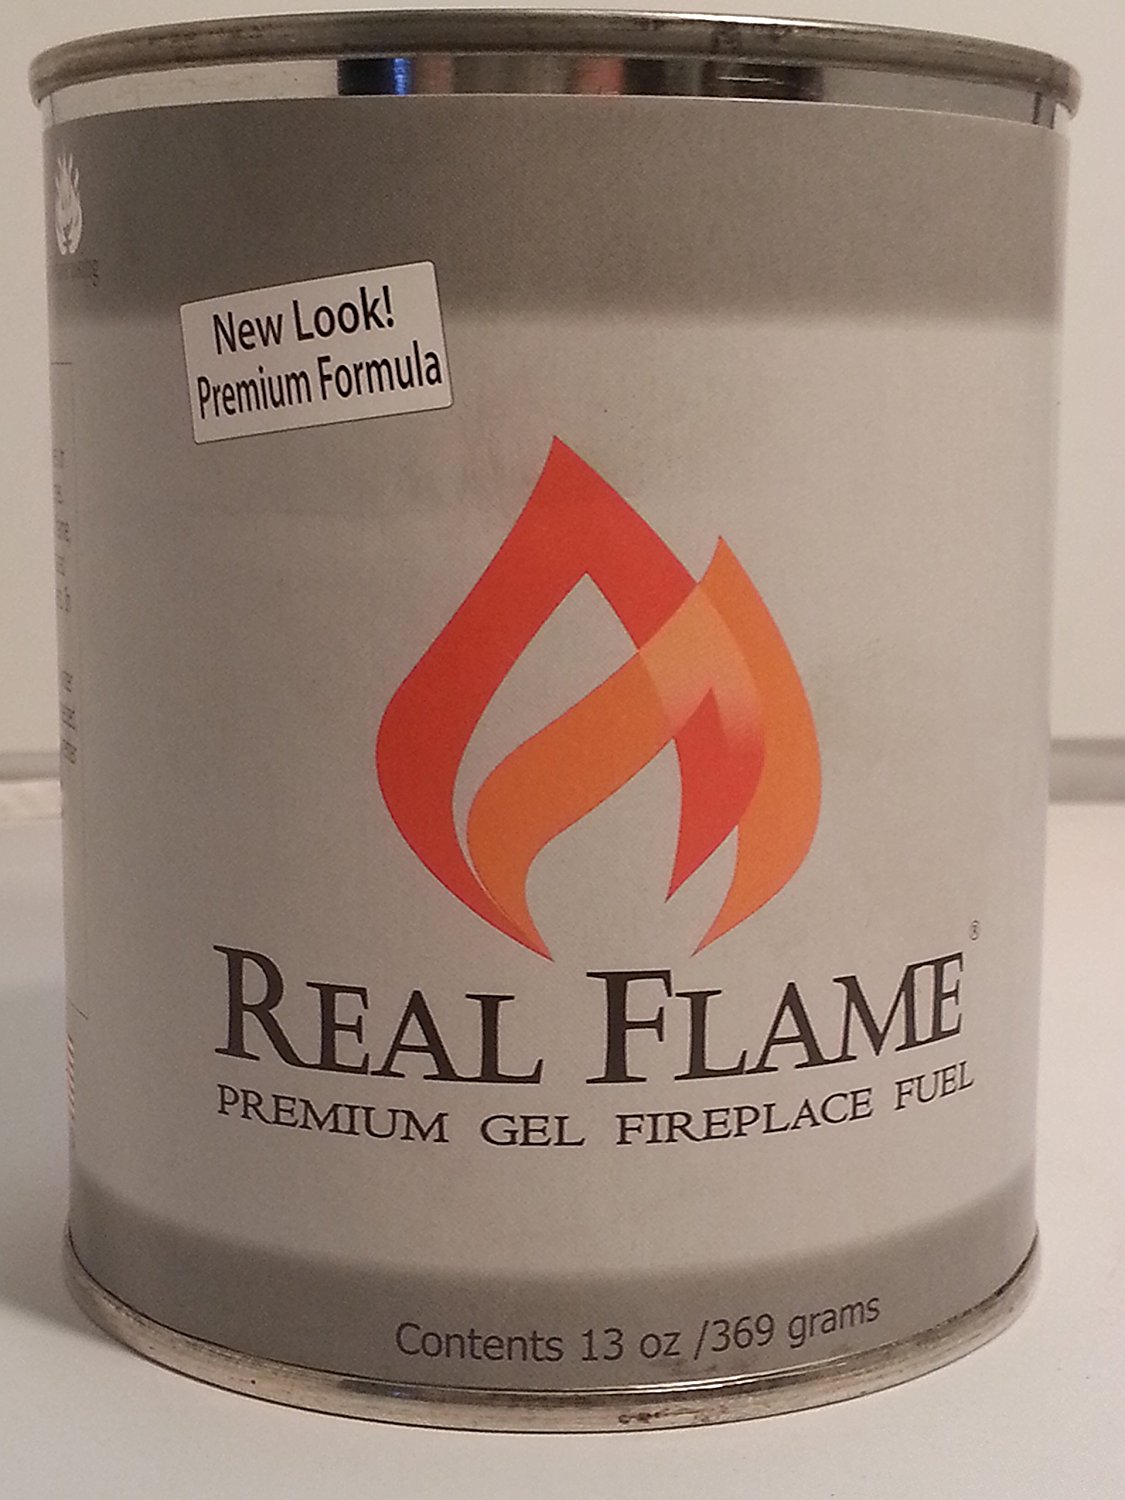 New Look!
Premium Formula
REAL FLAME®
PREMIUM GEL FIREPLACE FUEL
Contents 13 oz /369 grams